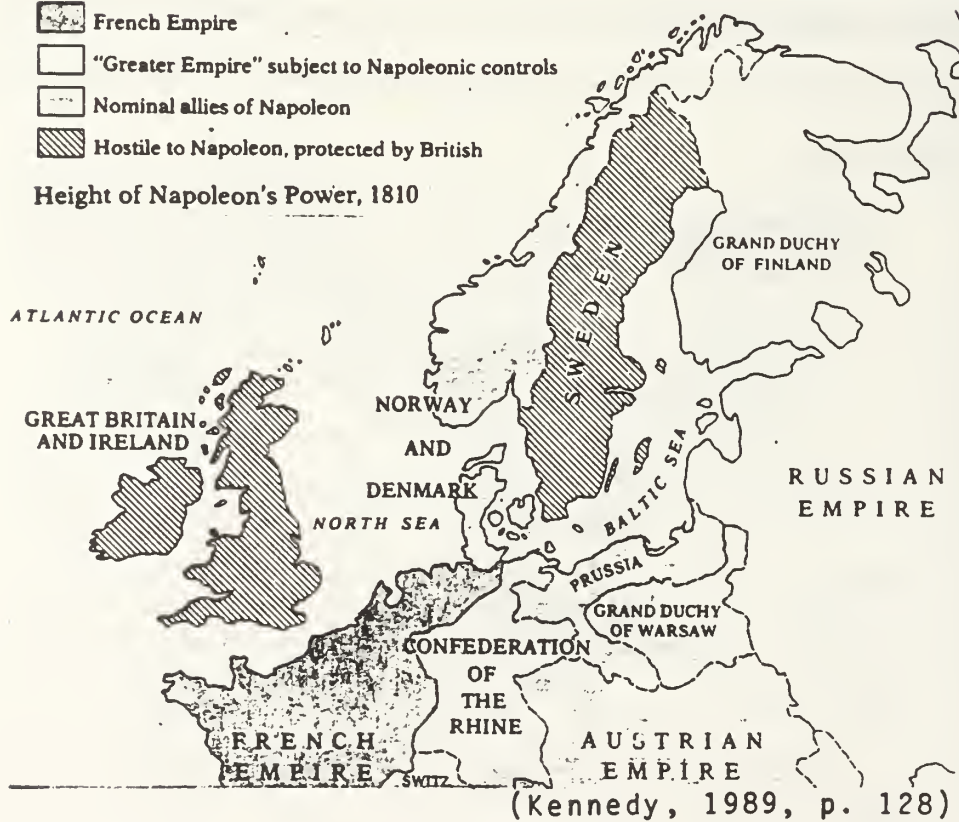 French Empire
"Greater Empire" subject to Napoleonic controls
Nominal allies of Napoleon
Hostile to Napoleon, protected by British
Height of Napoleon's Power, 1810
ATLANTIC OCEAN
GREAT BRITAIN
AND IRELAND
NORTH SEA
NORWAY
AND
DENMARK
SWEDEN
GRAND DUCHY
OF FINLAND
BALTIC SEA
RUSSIAN
EMPIRE
PRUSSIA
GRAND DUCHY
OF WARSAW
CONFEDERATION
OF
THE
RHINE
FRENCH
EMPIRE
SWITZ
AUSTRIAN
EMPIRE
(Kennedy, 1989, p. 128)